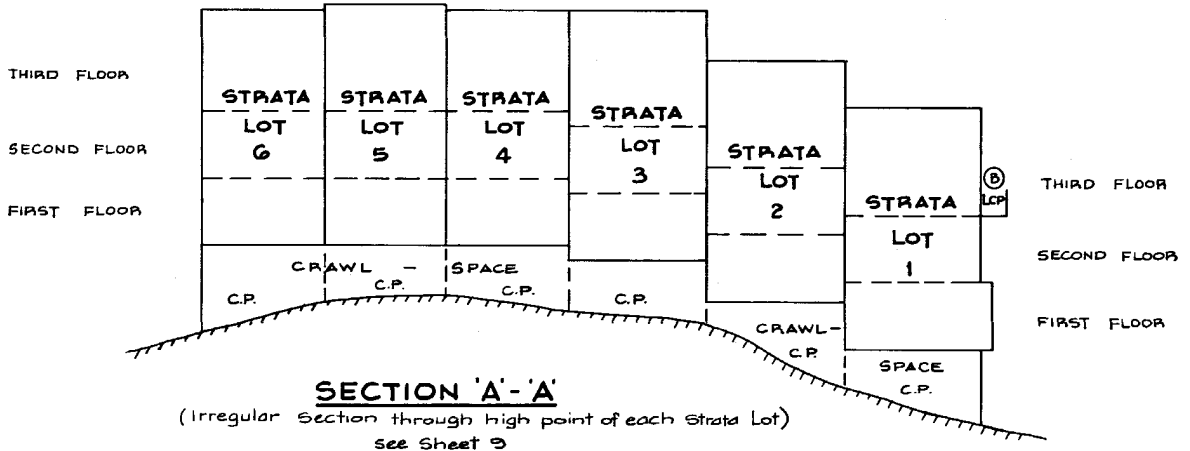 THIRD FLOOR
SECOND FLOOR
FIRST FLOOR
STRATA
LOT
6
STRATA
LOT
5
STRATA
LOT
4
STRATA
LOT
3
STRATA
LOT
2
STRATA
LOT
1
B
LCP
THIRD FLOOR
SECOND FLOOR
FIRST FLOOR
CRAWL - SPACE
C.P.
C.P.
C.P.
C.P.
CRAWL-
C.P.
SPACE
C.P.
SECTION 'A'-'A'
(Irregular Section through high point of each Strata Lot)
see Sheet 9